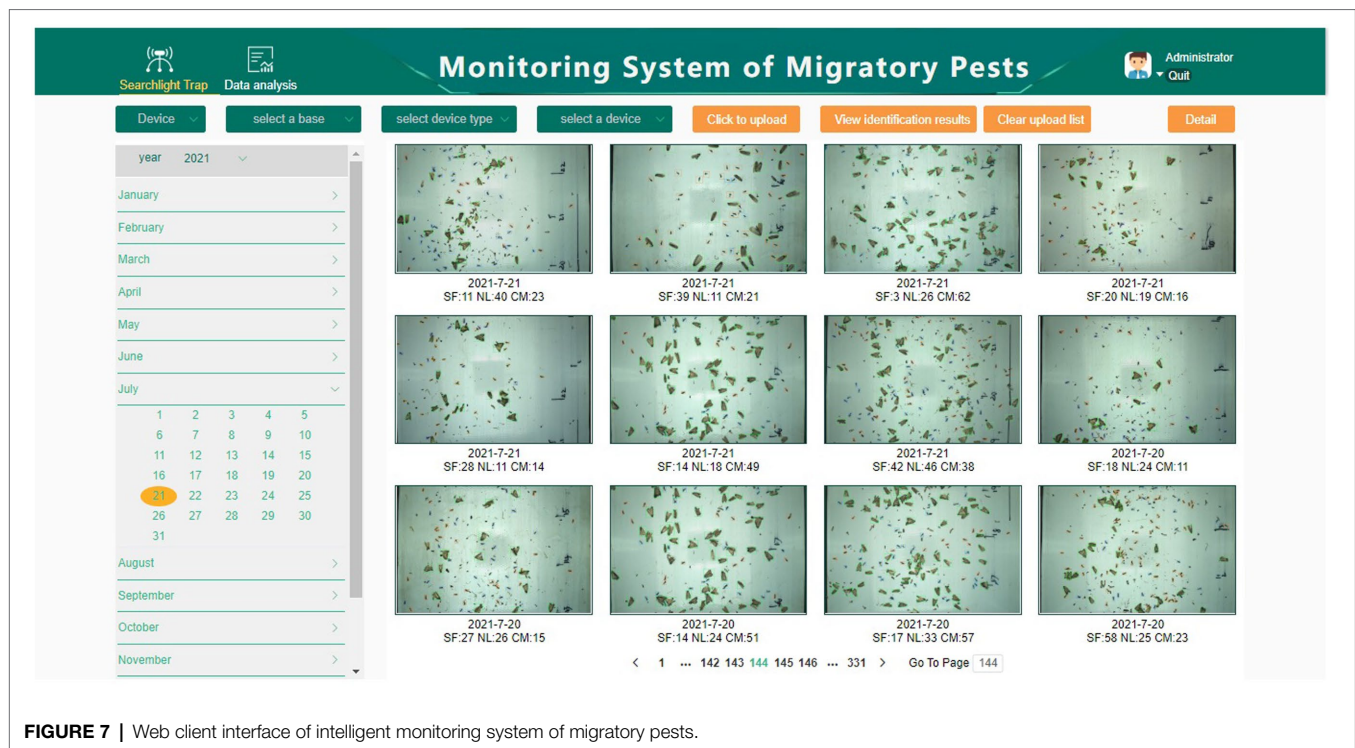 Monitoring System of Migratory Pests
Searchlight Trap
Data analysis
Administrator
Quit
Device
select a base
select device type
select a device
Click to upload
View identification results
Clear upload list
Detail
year 2021
January
February
March
April
May
June
July
1 2 3 4 5
6 7 8 9 10
11 12 13 14 15
16 17 18 19 20
21 22 23 24 25
26 27 28 29 30
31
August
September
October
November
2021-7-21
SF:11 NL:40 CM:23
2021-7-21
SF:39 NL:11 CM:21
2021-7-21
SF:3 NL:26 CM:62
2021-7-21
SF:20 NL:19 CM:16
2021-7-21
SF:28 NL:11 CM:14
2021-7-21
SF:14 NL:18 CM:49
2021-7-21
SF:42 NL:46 CM:38
2021-7-20
SF:18 NL:24 CM:11
2021-7-20
SF:27 NL:26 CM:15
2021-7-20
SF:14 NL:24 CM:51
2021-7-20
SF:17 NL:33 CM:57
2021-7-20
SF:58 NL:25 CM:23
< 1 ... 142 143 144 145 146 ... 331 > Go To Page 144
FIGURE 7 | Web client interface of intelligent monitoring system of migratory pests.